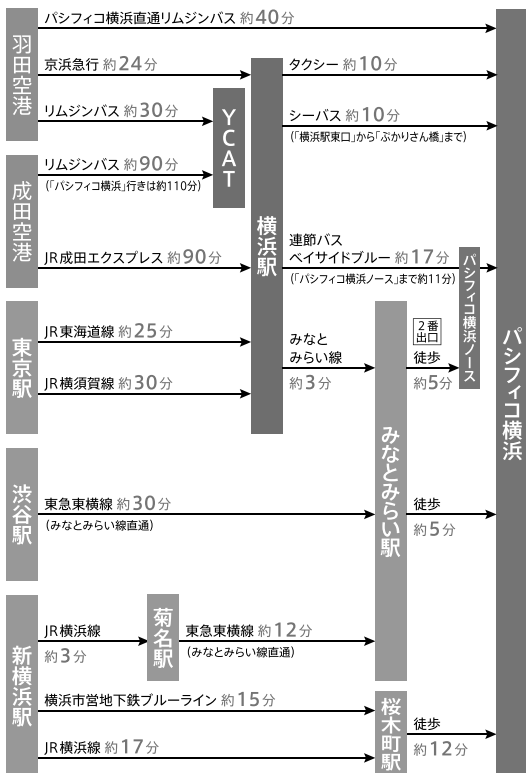 羽田空港
パシフィコ横浜直通リムジンバス 約40分
京浜急行 約24分
リムジンバス 約30分
YCAT
成田空港
リムジンバス 約90分
(「パシフィコ横浜」行きは約110分)
JR成田エクスプレス 約90分
横浜駅
タクシー 約10分
シーバス 約10分
(「横浜駅東口」から「ぷかりさん橋」まで)
連節バス
ベイサイドブルー 約17分
(「パシフィコ横浜ノース」まで約11分)
パシフィコ横浜ノース
パシフィコ横浜
東京駅
JR東海道線 約25分
JR横須賀線 約30分
みなと
みらい線
約3分
2番
出口
徒歩
約5分
みなとみらい駅
渋谷駅
東急東横線 約30分
(みなとみらい線直通)
徒歩
約5分
新横浜駅
JR横浜線
約3分
菊名駅
東急東横線 約12分
(みなとみらい線直通)
横浜市営地下鉄ブルーライン 約15分
JR横浜線 約17分
桜木町駅
徒歩
約12分